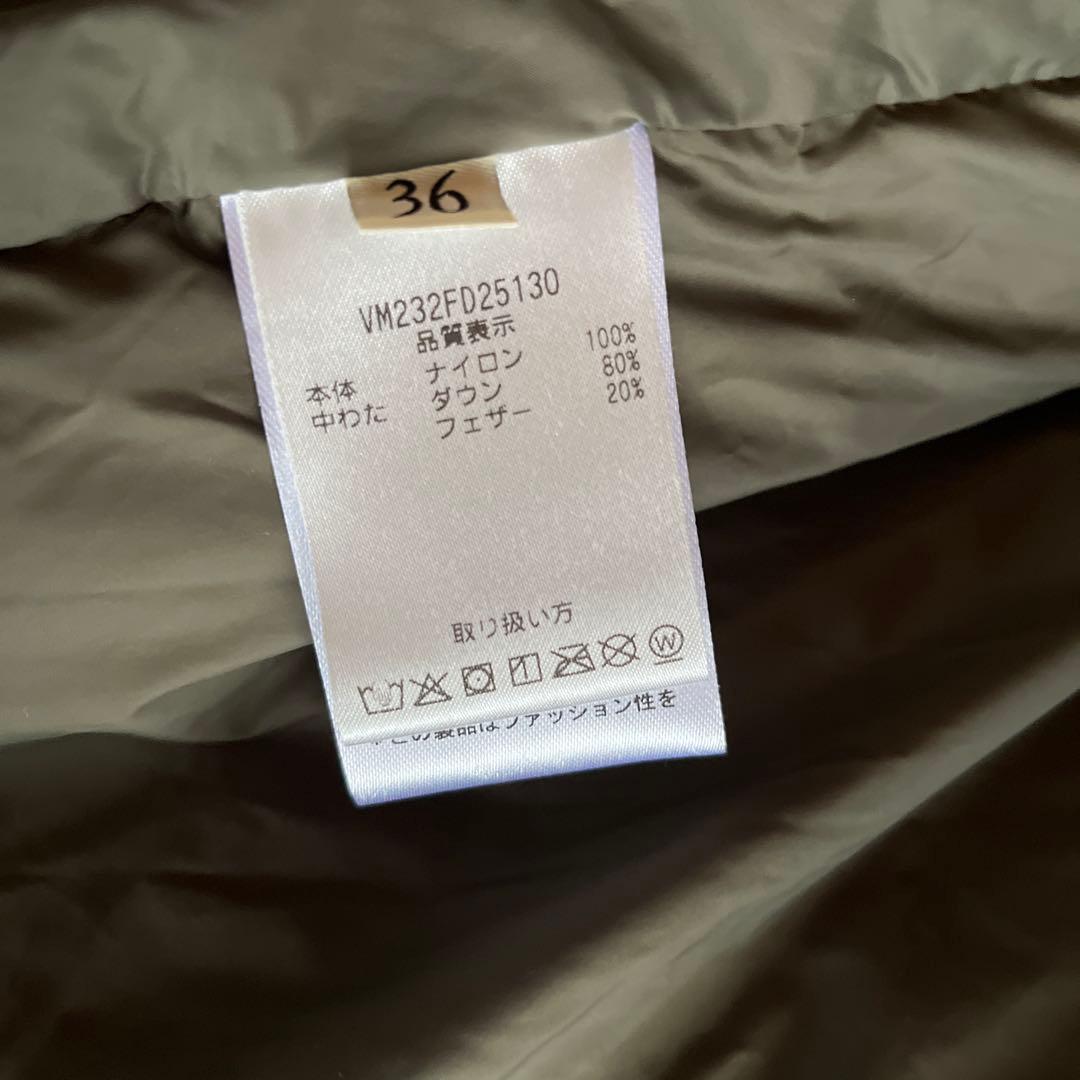 36
VM232FD25130
品質表示
本体 ナイロン 100%
中わた ダウン 80%
フェザー 20%
取り扱い方
W
の製品はファッション性を